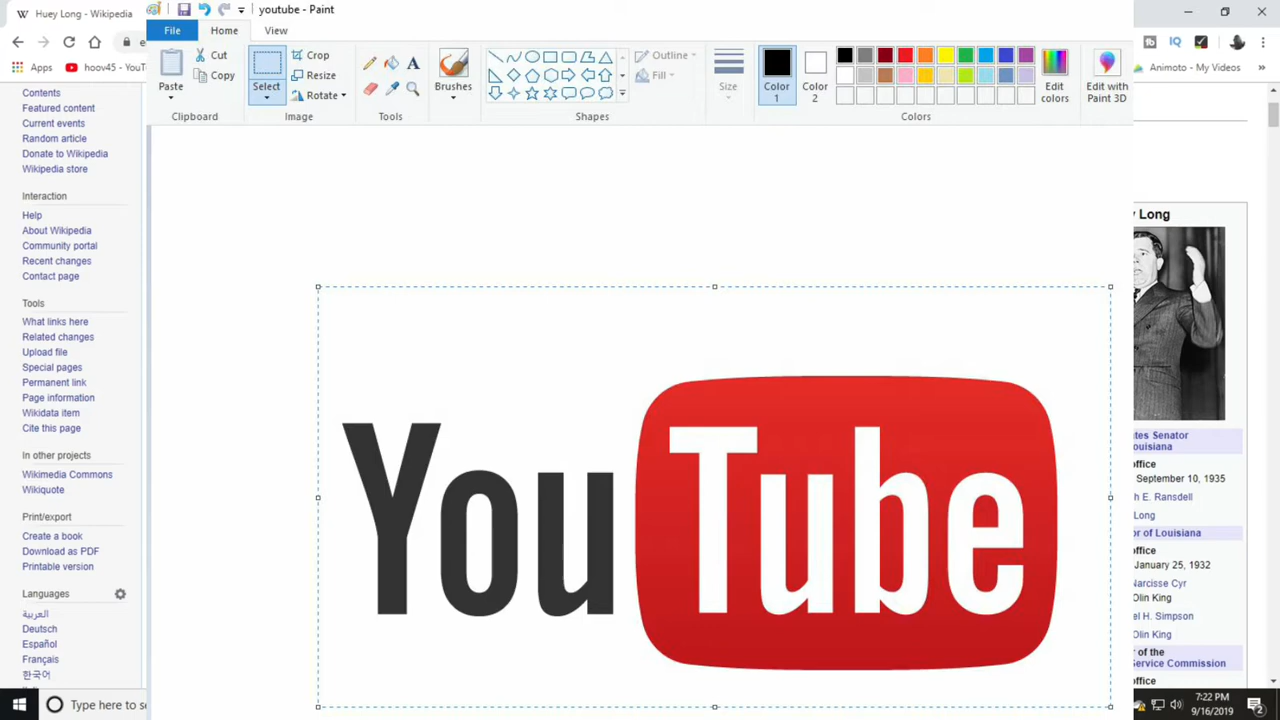 Huey Long - Wikipedia
youtube - Paint
File
Home
View
Apps
hoov45 - YouT
IQ
Animoto - My Videos
»
Paste
Cut
Copy
Clipboard
Select
Crop
Resize
Rotate
Image
A
Tools
Brushes
Shapes
Outline
Fill
Size
Color
1
Color
2
Edit
colors
Colors
Edit with
Paint 3D
Contents
Featured content
Current events
Random article
Donate to Wikipedia
Wikipedia store
Interaction
Help
About Wikipedia
Community portal
Recent changes
Contact page
Tools
What links here
Related changes
Upload file
Special pages
Permanent link
Page information
Wikidata item
Cite this page
In other projects
Wikimedia Commons
Wikiquote
Print/export
Create a book
Download as PDF
Printable version
Languages
العربية
Deutsch
Español
Français
한국어
You Tube
y Long
tes Senator
ouisiana
office
September 10, 1935
h E. Ransdell
Long
or of Louisiana
office
January 25, 1932
Narcisse Cyr
Olin King
el H. Simpson
Olin King
r of the
Service Commission
office
Type here to se
7:22 PM
9/16/2019
2